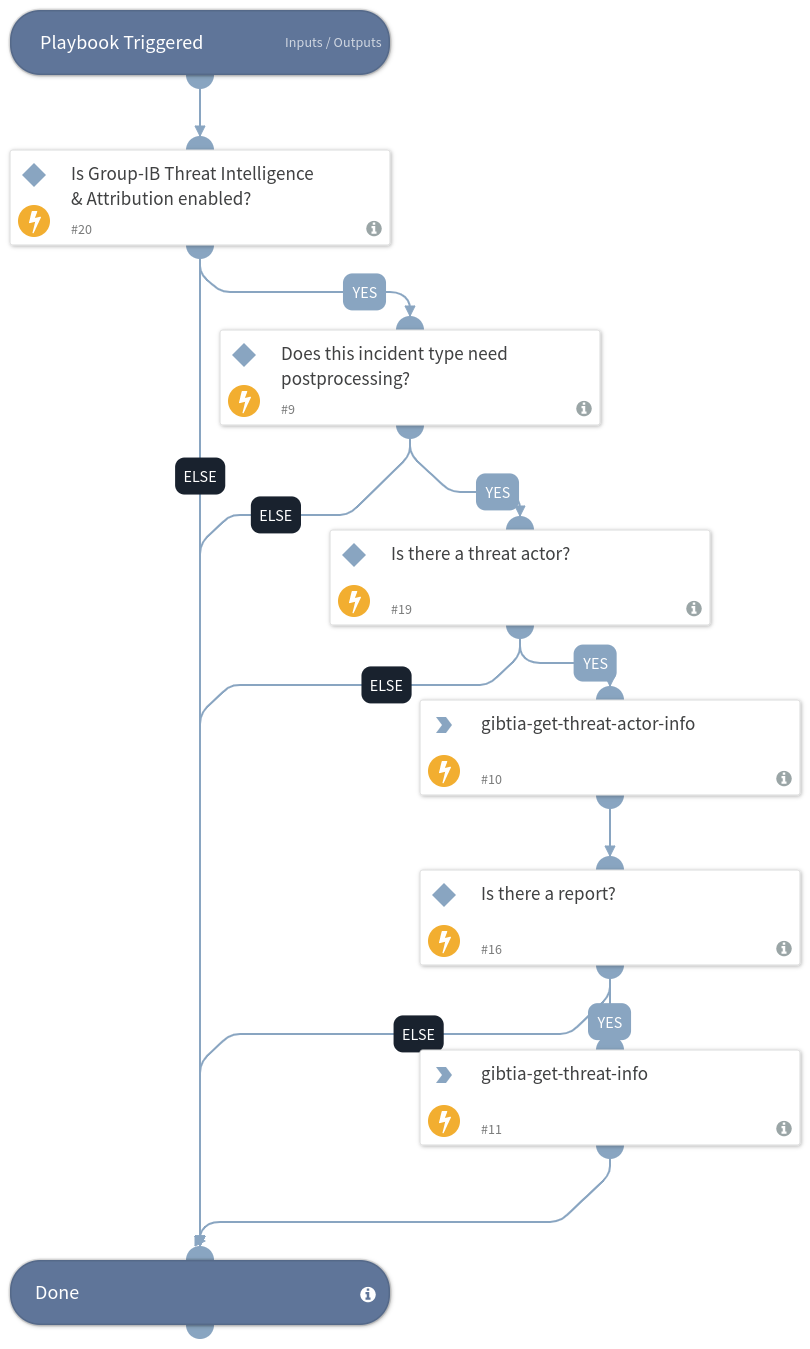 Playbook Triggered
Inputs / Outputs
Is Group-IB Threat Intelligence
& Attribution enabled?
#20
YES
Does this incident type need
postprocessing?
#9
ELSE
YES
ELSE
Is there a threat actor?
#19
YES
ELSE
gibtia-get-threat-actor-info
#10
Is there a report?
#16
YES
ELSE
gibtia-get-threat-info
#11
Done